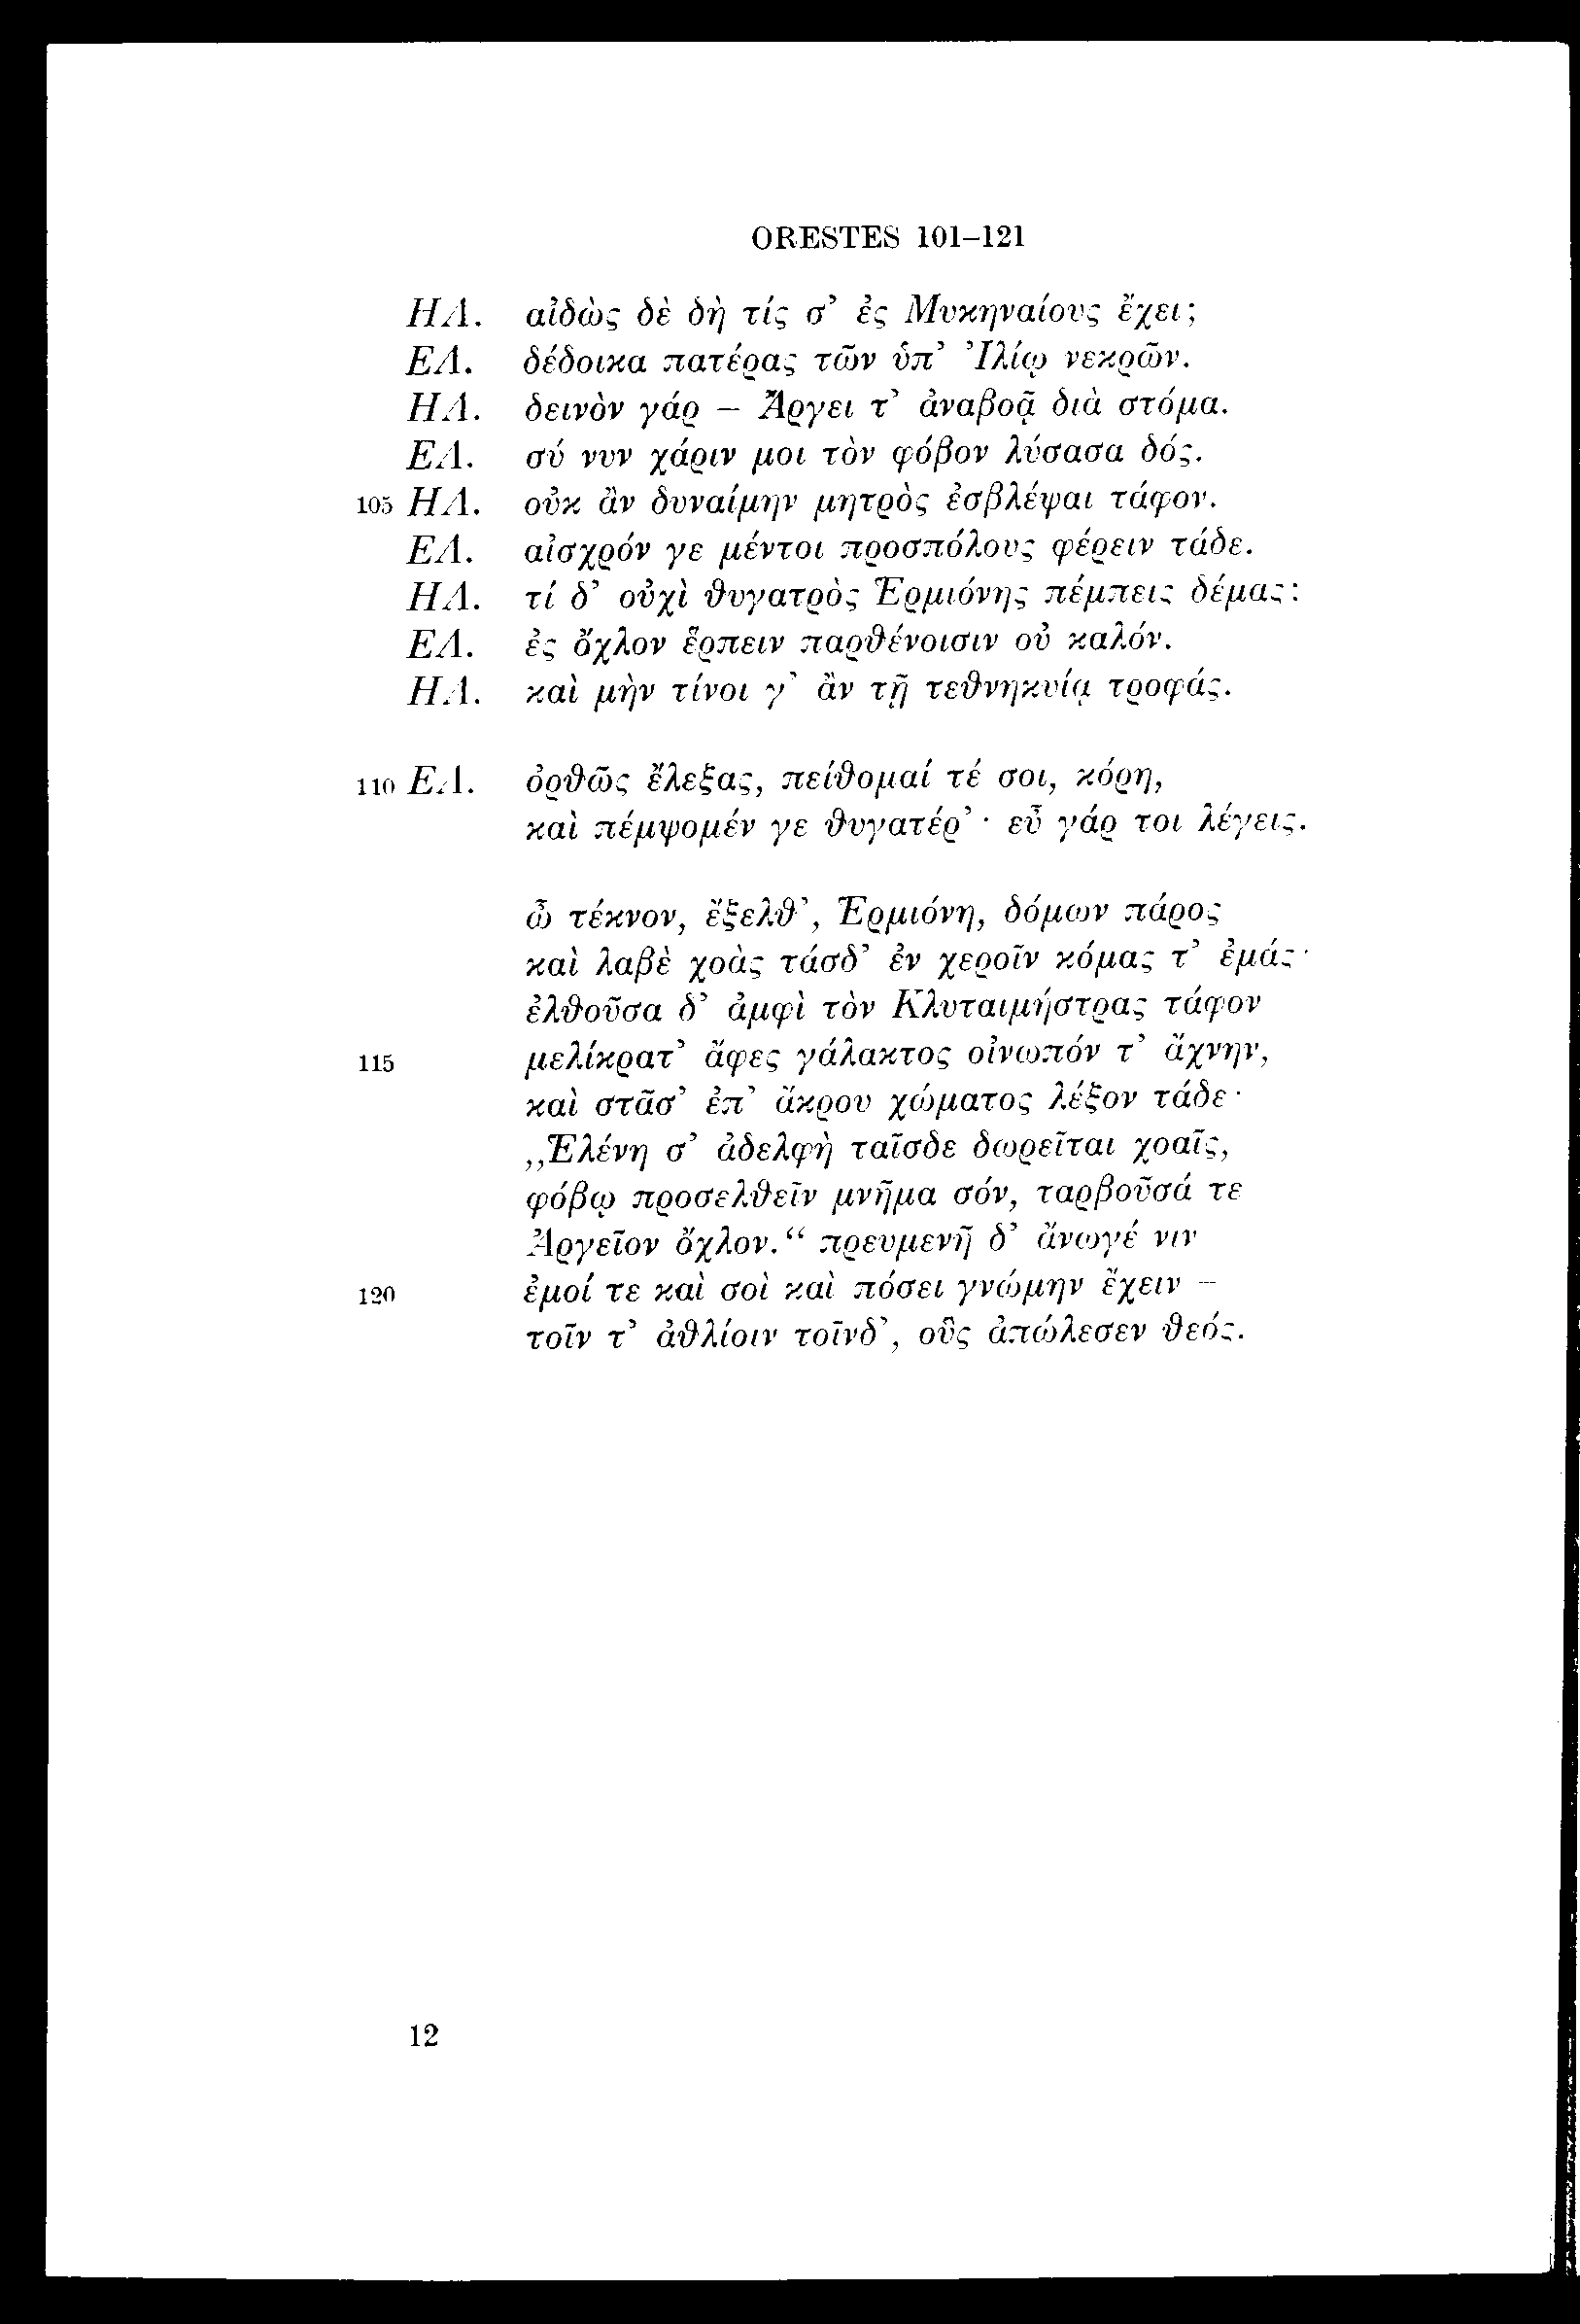 ORESTES 101–121
ΗΛ. αἰδὼς δὲ δὴ τίς σ’ ἐς Μυκηναίους ἔχει;
ΕΛ. δέδοικα πατέρας τῶν ὑπ’ Ἰλίῳ νεκρῶν.
ΗΛ. δεινὸν γάρ – Ἄργει τ’ ἀναβοᾷ διὰ στόμα.
ΕΛ. σύ νυν χάριν μοι τὸν φόβον λύσασα δός.
105 ΗΛ. οὐκ ἂν δυναίμην μητρὸς ἐσβλέψαι τάφον.
ΕΛ. αἰσχρόν γε μέντοι προσπόλους φέρειν τάδε.
ΗΛ. τί δ’ οὐχὶ θυγατρὸς Ἑρμιόνης πέμπεις δέμας;
ΕΛ. ἐς ὄχλον ἕρπειν παρθένοισιν οὐ καλόν.
ΗΛ. καὶ μὴν τίνοι γ’ ἂν τῇ τεθνηκυίᾳ τροφάς.
110 ΕΛ. ὀρθῶς ἔλεξας, πείθομαί τέ σοι, κόρη,
καὶ πέμψομέν γε θυγατέρ’ · εὖ γάρ τοι λέγεις.
ὦ τέκνον, ἔξελθ’, Ἑρμιόνη, δόμων πάρος
καὶ λαβὲ χοὰς τάσδ’ ἐν χεροῖν κόμας τ’ ἐμάς·
ἐλθοῦσα δ’ ἀμφὶ τὸν Κλυταιμήστρας τάφον
115 μελίκρατ’ ἄφες γάλακτος οἰνωπόν τ’ ἄχνην,
καὶ στᾶσ’ ἐπ’ ἄκρου χώματος λέξον τάδε·
„Ἑλένη σ’ ἀδελφὴ ταῖσδε δωρεῖται χοαῖς,
φόβῳ προσελθεῖν μνῆμα σόν, ταρβοῦσά τε
Ἀργεῖον ὄχλον.“ πρευμενῆ δ’ ἄνωγέ νιν
120 ἐμοί τε καὶ σοὶ καὶ πόσει γνώμην ἔχειν –
τοῖν τ’ ἀθλίοιν τοῖνδ’, οὓς ἀπώλεσεν θεός.
12